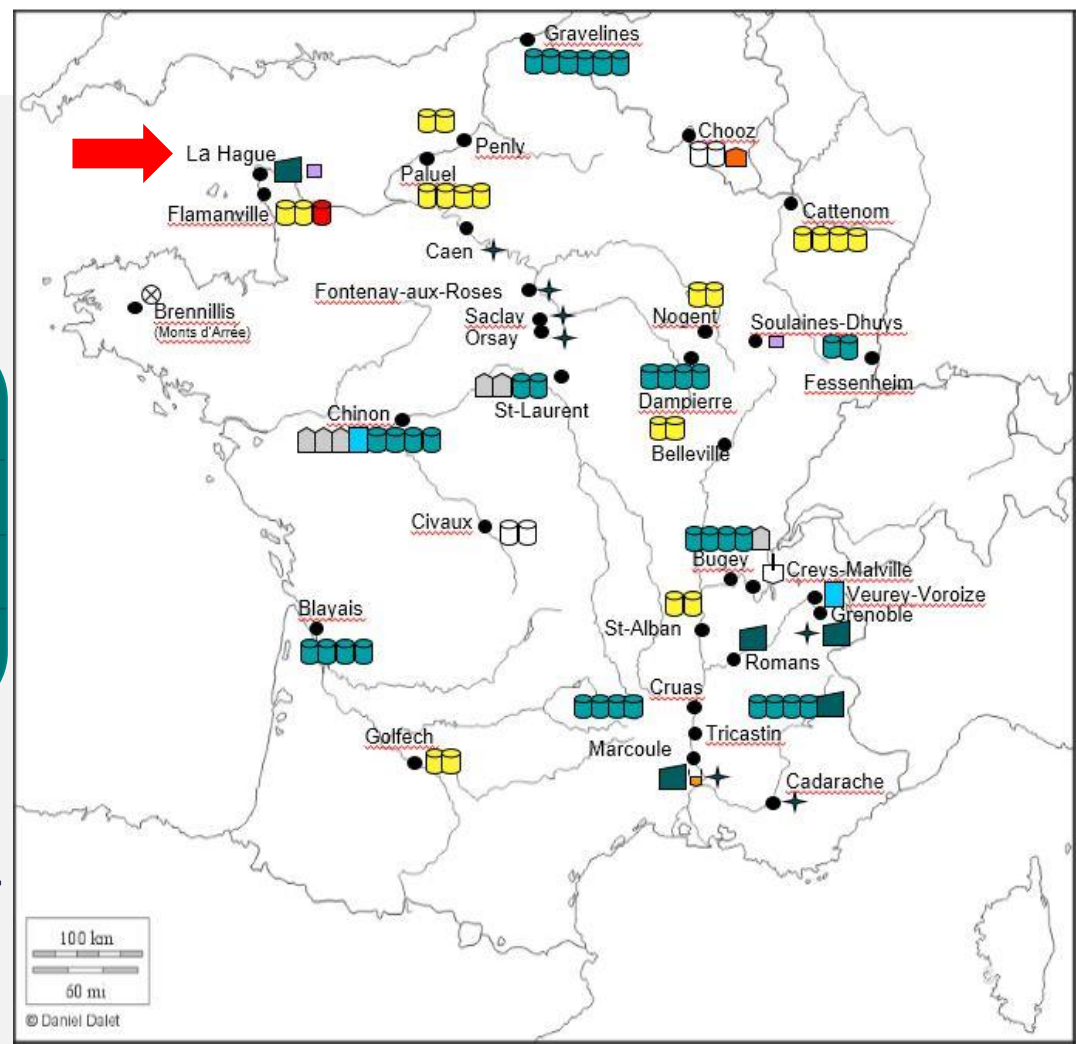 Gravelines
Chooz
Penly
La Hague
Paluel
Flamanville
Cattenom
Caen
Fontenay-aux-Roses
Saclay
Nogent
Soulaines-Dhuys
Brennillis
(Monts d'Arrée)
Orsay
Fessenheim
St-Laurent
Dampierre
Chinon
Belleville
Civaux
Bugey
Creys-Malville
Veurey-Voroize
Blayais
Grenoble
St-Alban
Romans
Cruas
Golfech
Tricastin
Marcoule
Cadarache
100 km
60 mi
© Daniel Dalet